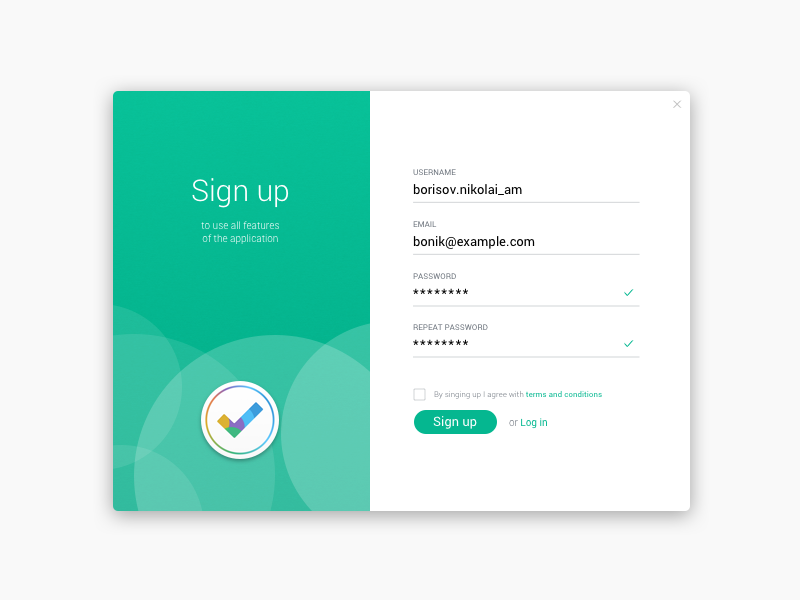 Sign up
to use all features
of the application
USERNAME
borisov.nikolai_am
EMAIL
bonik@example.com
PASSWORD
********
REPEAT PASSWORD
********
By singing up I agree with terms and conditions
Sign up or Log in